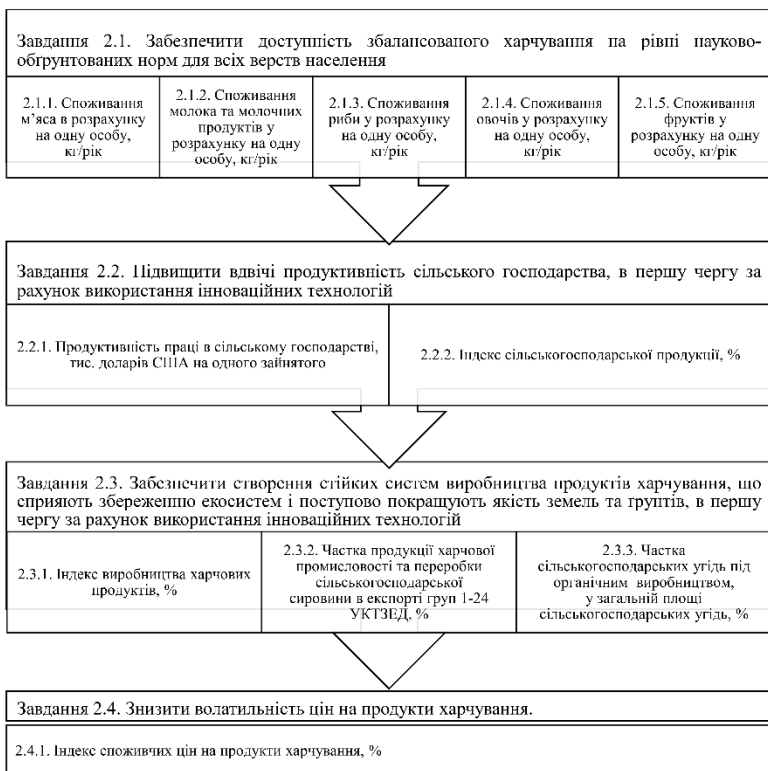 Завдання 2.1. Забезпечити доступність збалансованого харчування на рівні науково-
обґрунтованих норм для всіх верств населення
2.1.1. Споживання
м’яса в розрахунку
на одну особу,
кг/рік
2.1.2. Споживання
молока та молочних
продуктів у
розрахунку на одну
особу, кг/рік
2.1.3. Споживання
риби у розрахунку
на одну особу,
кг/рік
2.1.4. Споживання
овочів у розрахунку
на одну особу,
кг/рік
2.1.5. Споживання
фруктів у
розрахунку на одну
особу, кг/рік
Завдання 2.2. Підвищити вдвічі продуктивність сільського господарства, в першу чергу за
рахунок використання інноваційних технологій
2.2.1. Продуктивність праці в сільському господарстві,
тис. доларів США на одного зайнятого
2.2.2. Індекс сільськогосподарської продукції, %
Завдання 2.3. Забезпечити створення стійких систем виробництва продуктів харчування, що
сприяють збереженню екосистем і поступово покращують якість земель та ґрунтів, в першу
чергу за рахунок використання інноваційних технологій
2.3.1. Індекс виробництва харчових
продуктів, %
2.3.2. Частка продукції харчової
промисловості та переробки
сільськогосподарської
сировини в експорті груп 1-24
УКТЗЕД, %
2.3.3. Частка
сільськогосподарських угідь під
органічним виробництвом,
у загальній площі
сільськогосподарських угідь, %
Завдання 2.4. Знизити волатильність цін на продукти харчування.
2.4.1. Індекс споживчих цін на продукти харчування, %